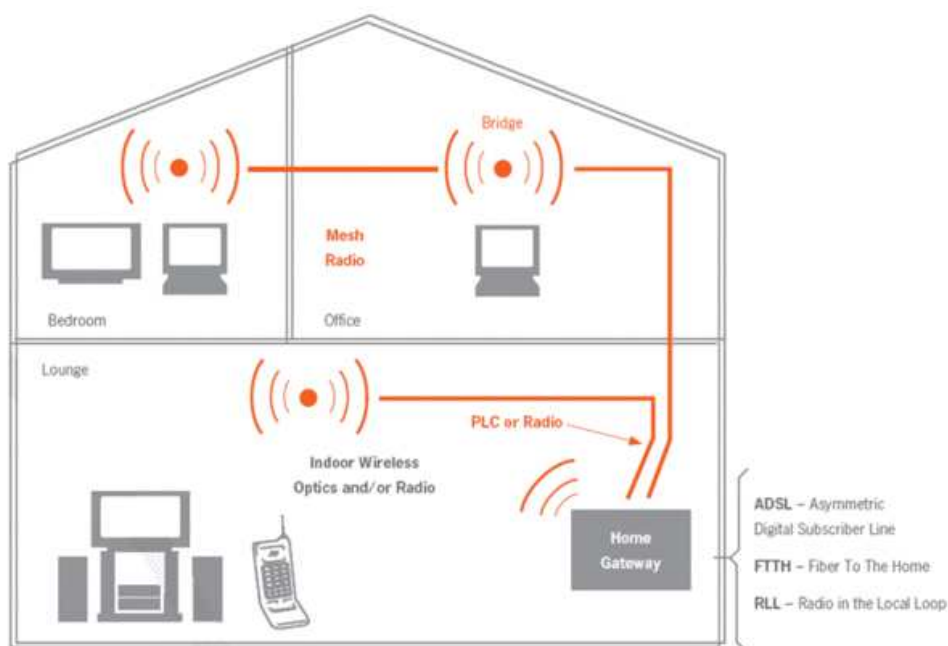 Bridge
Mesh
Radio
Bedroom
Office
Lounge
PLC or Radio
Indoor Wireless
Optics and/or Radio
Home
Gateway
ADSL – Asymmetric
Digital Subscriber Line
FTTH – Fiber To The Home
RLL – Radio in the Local Loop